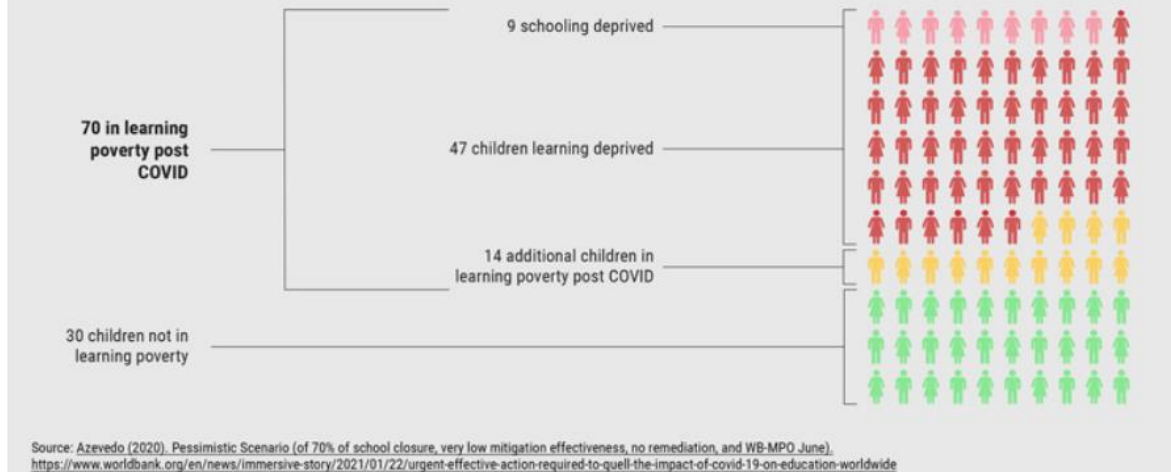 9 schooling deprived
70 in learning
poverty post
COVID
47 children learning deprived
14 additional children in
learning poverty post COVID
30 children not in
learning poverty
Source: Azevedo (2020). Pessimistic Scenario (of 70% of school closure, very low mitigation effectiveness, no remediation, and WB-MPO June).
https://www.worldbank.org/en/news/immersive-story/2021/01/22/urgent-effective-action-required-to-quell-the-impact-of-covid-19-on-education-worldwide